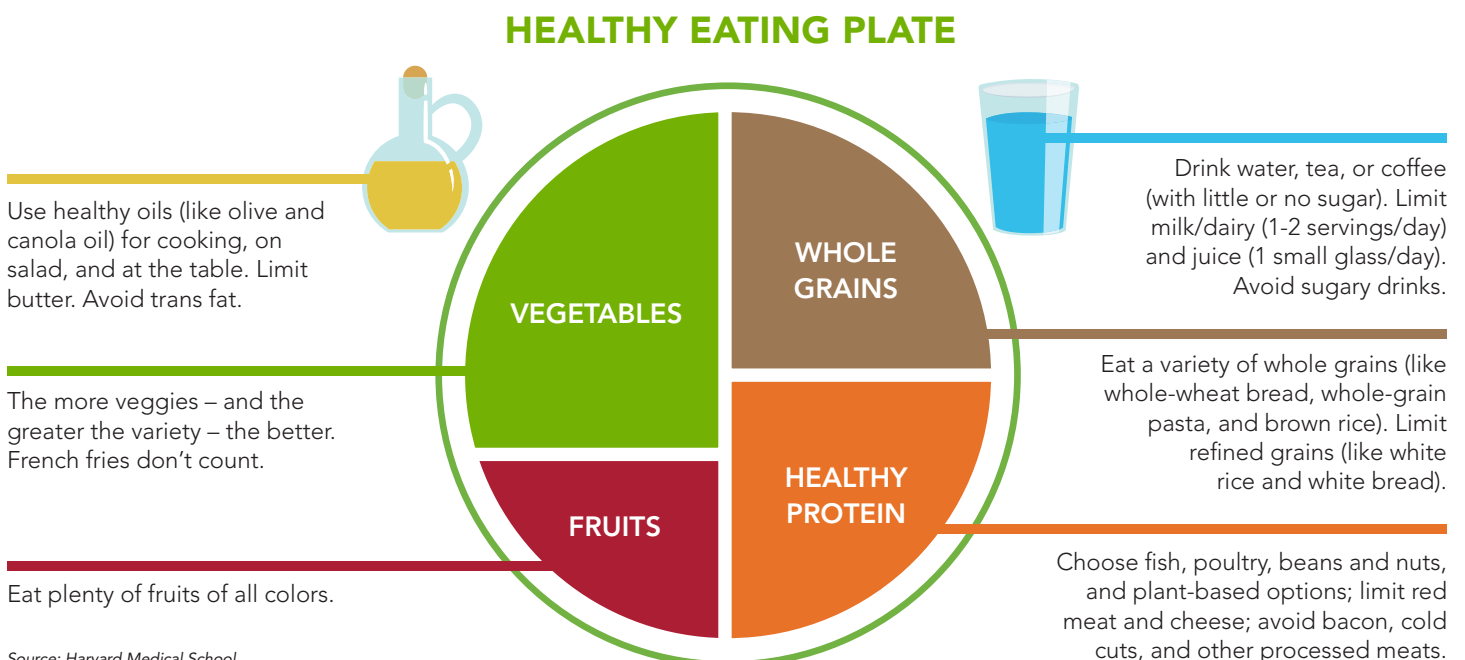 HEALTHY EATING PLATE
Use healthy oils (like olive and
canola oil) for cooking, on
salad, and at the table. Limit
butter. Avoid trans fat.
The more veggies – and the
greater the variety – the better.
French fries don’t count.
Eat plenty of fruits of all colors.
Source: Harvard Medical School
VEGETABLES
FRUITS
WHOLE
GRAINS
HEALTHY
PROTEIN
Drink water, tea, or coffee
(with little or no sugar). Limit
milk/dairy (1-2 servings/day)
and juice (1 small glass/day).
Avoid sugary drinks.
Eat a variety of whole grains (like
whole-wheat bread, whole-grain
pasta, and brown rice). Limit
refined grains (like white
rice and white bread).
Choose fish, poultry, beans and nuts,
and plant-based options; limit red
meat and cheese; avoid bacon, cold
cuts, and other processed meats.